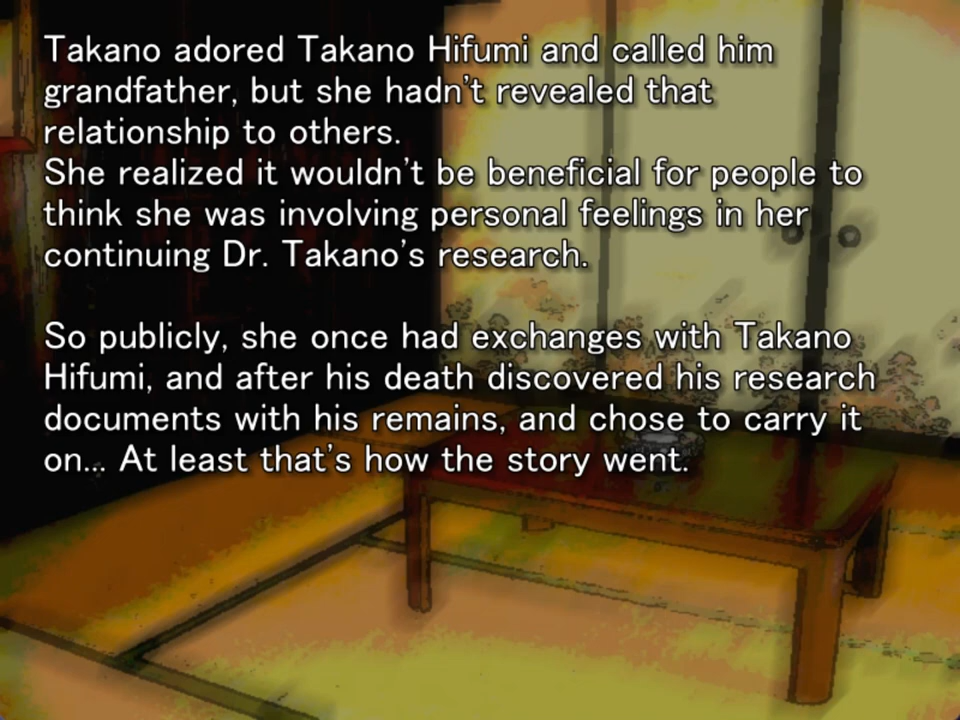 Takano adored Takano Hifumi and called him
grandfather, but she hadn't revealed that
relationship to others.
She realized it wouldn't be beneficial for people to
think she was involving personal feelings in her
continuing Dr. Takano's research.
So publicly, she once had exchanges with Takano
Hifumi, and after his death discovered his research
documents with his remains, and chose to carry it
on... At least that's how the story went.